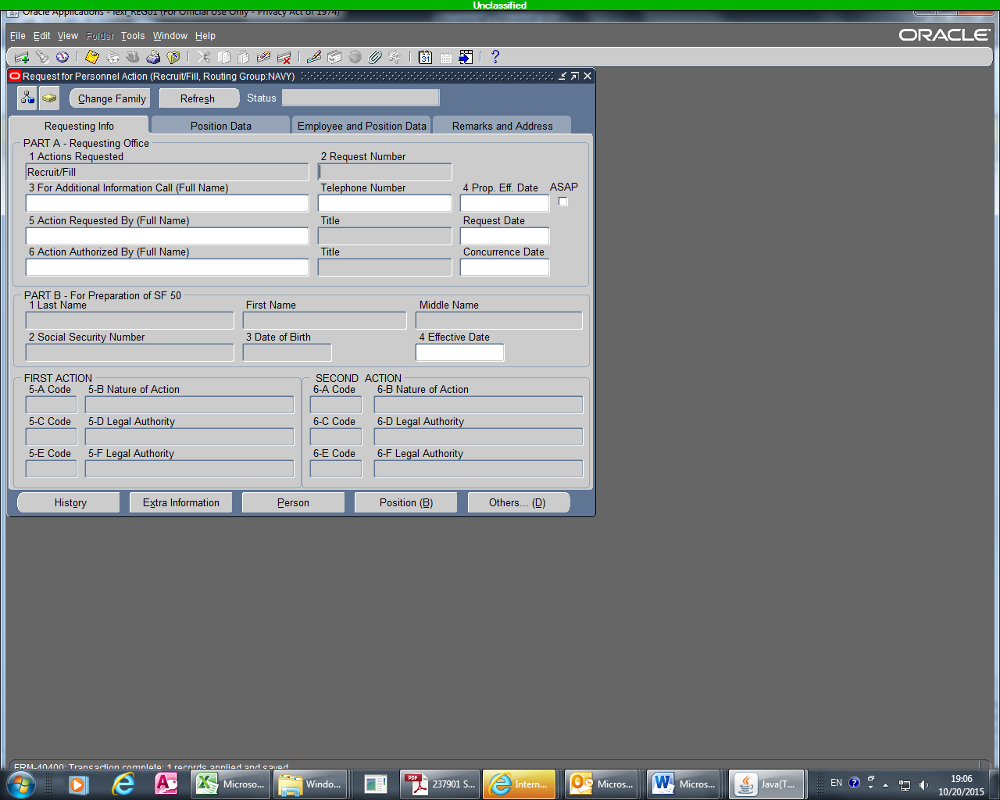 Unclassified
Oracle Applications - (For Official Use Only - Privacy Act of 1974)
File Edit View Folder Tools Window Help
ORACLE
Request for Personnel Action (Recruit/Fill, Routing Group:NAVY)
Change Family Refresh Status
Requesting Info Position Data Employee and Position Data Remarks and Address
PART A - Requesting Office
1 Actions Requested 2 Request Number
Recruit/Fill
3 For Additional Information Call (Full Name) Telephone Number 4 Prop. Eff. Date ASAP
5 Action Requested By (Full Name) Title Request Date
6 Action Authorized By (Full Name) Title Concurrence Date
PART B - For Preparation of SF 50
1 Last Name First Name Middle Name
2 Social Security Number 3 Date of Birth 4 Effective Date
FIRST ACTION SECOND ACTION
5-A Code 5-B Nature of Action 6-A Code 6-B Nature of Action
5-C Code 5-D Legal Authority 6-C Code 6-D Legal Authority
5-E Code 5-F Legal Authority 6-E Code 6-F Legal Authority
History Extra Information Person Position (B) Others... (D)
FRM-40400: Transaction complete: 1 records applied and saved.
Microso... Windo... 237901 S... Intern... Microso... Microso... Java(T... EN 19:06
10/20/2015